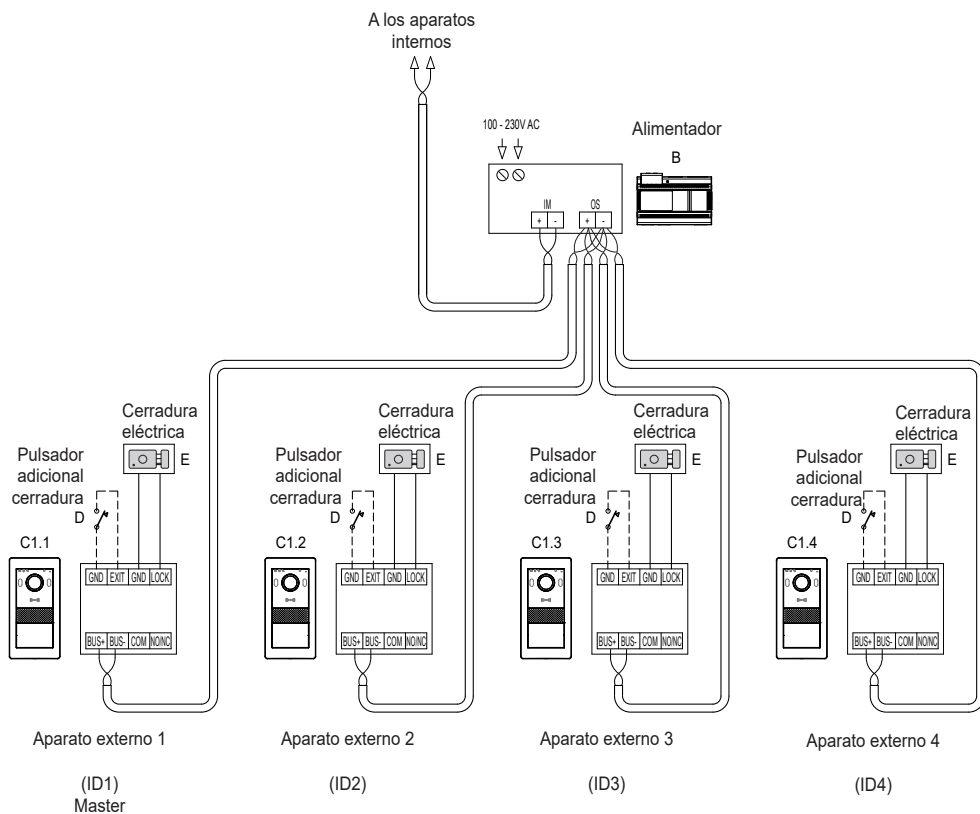 A los aparatos
internos
100 - 230V AC
Alimentador
B
IM
OS
+ -
+ -
Cerradura
eléctrica
E
Pulsador
adicional
cerradura
D
C1.1
GND EXIT GND LOCK
BUS+ BUS- COM NO/NC
Aparato externo 1
(ID1)
Master
Cerradura
eléctrica
E
Pulsador
adicional
cerradura
D
C1.2
GND EXIT GND LOCK
BUS+ BUS- COM NO/NC
Aparato externo 2
(ID2)
Cerradura
eléctrica
E
Pulsador
adicional
cerradura
D
C1.3
GND EXIT GND LOCK
BUS+ BUS- COM NO/NC
Aparato externo 3
(ID3)
Cerradura
eléctrica
E
Pulsador
adicional
cerradura
D
C1.4
GND EXIT GND LOCK
BUS+ BUS- COM NO/NC
Aparato externo 4
(ID4)